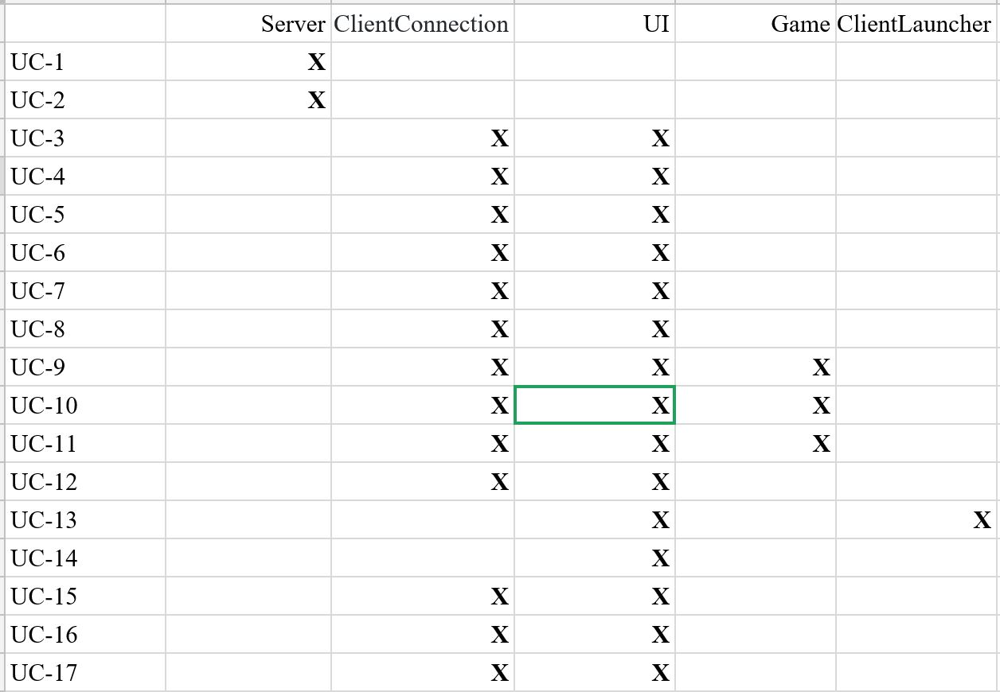 Server ClientConnection UI Game ClientLauncher
UC-1 X
UC-2 X
UC-3 X X
UC-4 X X
UC-5 X X
UC-6 X X
UC-7 X X
UC-8 X X
UC-9 X X X
UC-10 X X X
UC-11 X X X
UC-12 X X
UC-13 X X
UC-14 X
UC-15 X X
UC-16 X X
UC-17 X X